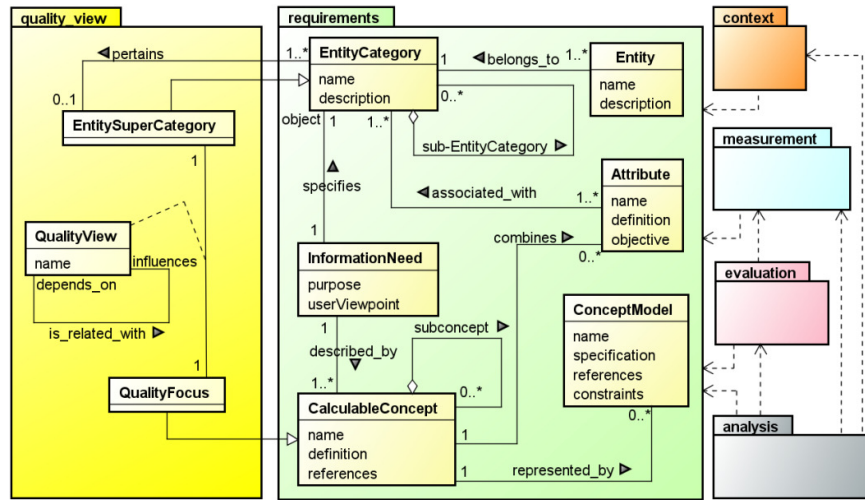 quality_view
pertains
0..1
EntitySuperCategory
1
QualityView
name
influences
depends_on
is_related_with
1
QualityFocus
requirements
1..*
EntityCategory
name
description
1
belongs_to
1..*
0..*
Entity
name
description
object
1
1..*
sub-EntityCategory
specifies
associated_with
1..*
Attribute
name
definition
objective
1
combines
0..*
InformationNeed
purpose
userViewpoint
1
described_by
1..*
subconcept
0..*
ConceptModel
name
specification
references
constraints
0..*
CalculableConcept
name
definition
references
1
1
represented_by
context
measurement
evaluation
analysis